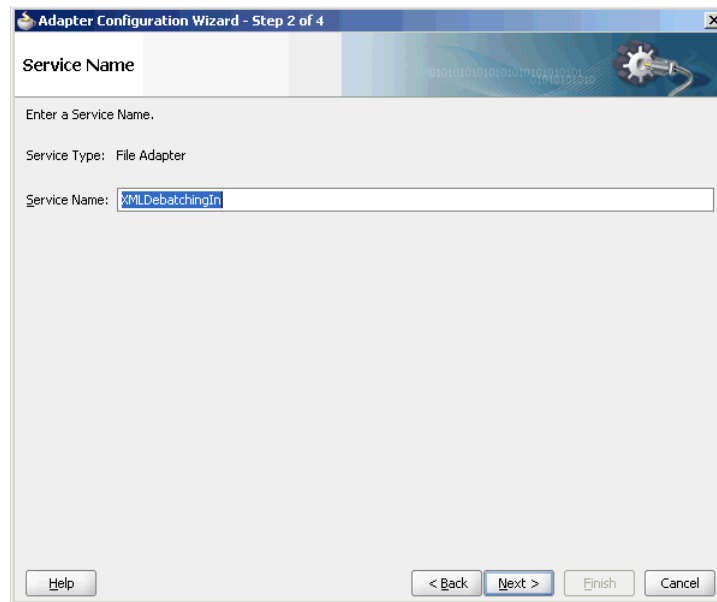 Adapter Configuration Wizard - Step 2 of 4
Service Name
Enter a Service Name.
Service Type: File Adapter
Service Name: XMLDebatchingIn
Help < Back Next > Finish Cancel